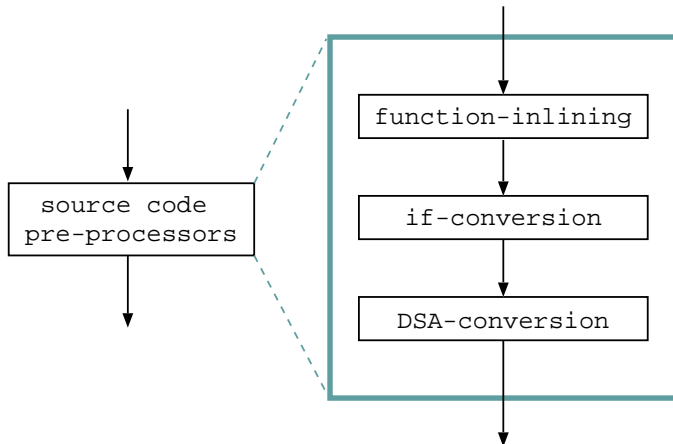 source code
pre-processors
function-inlining
if-conversion
DSA-conversion